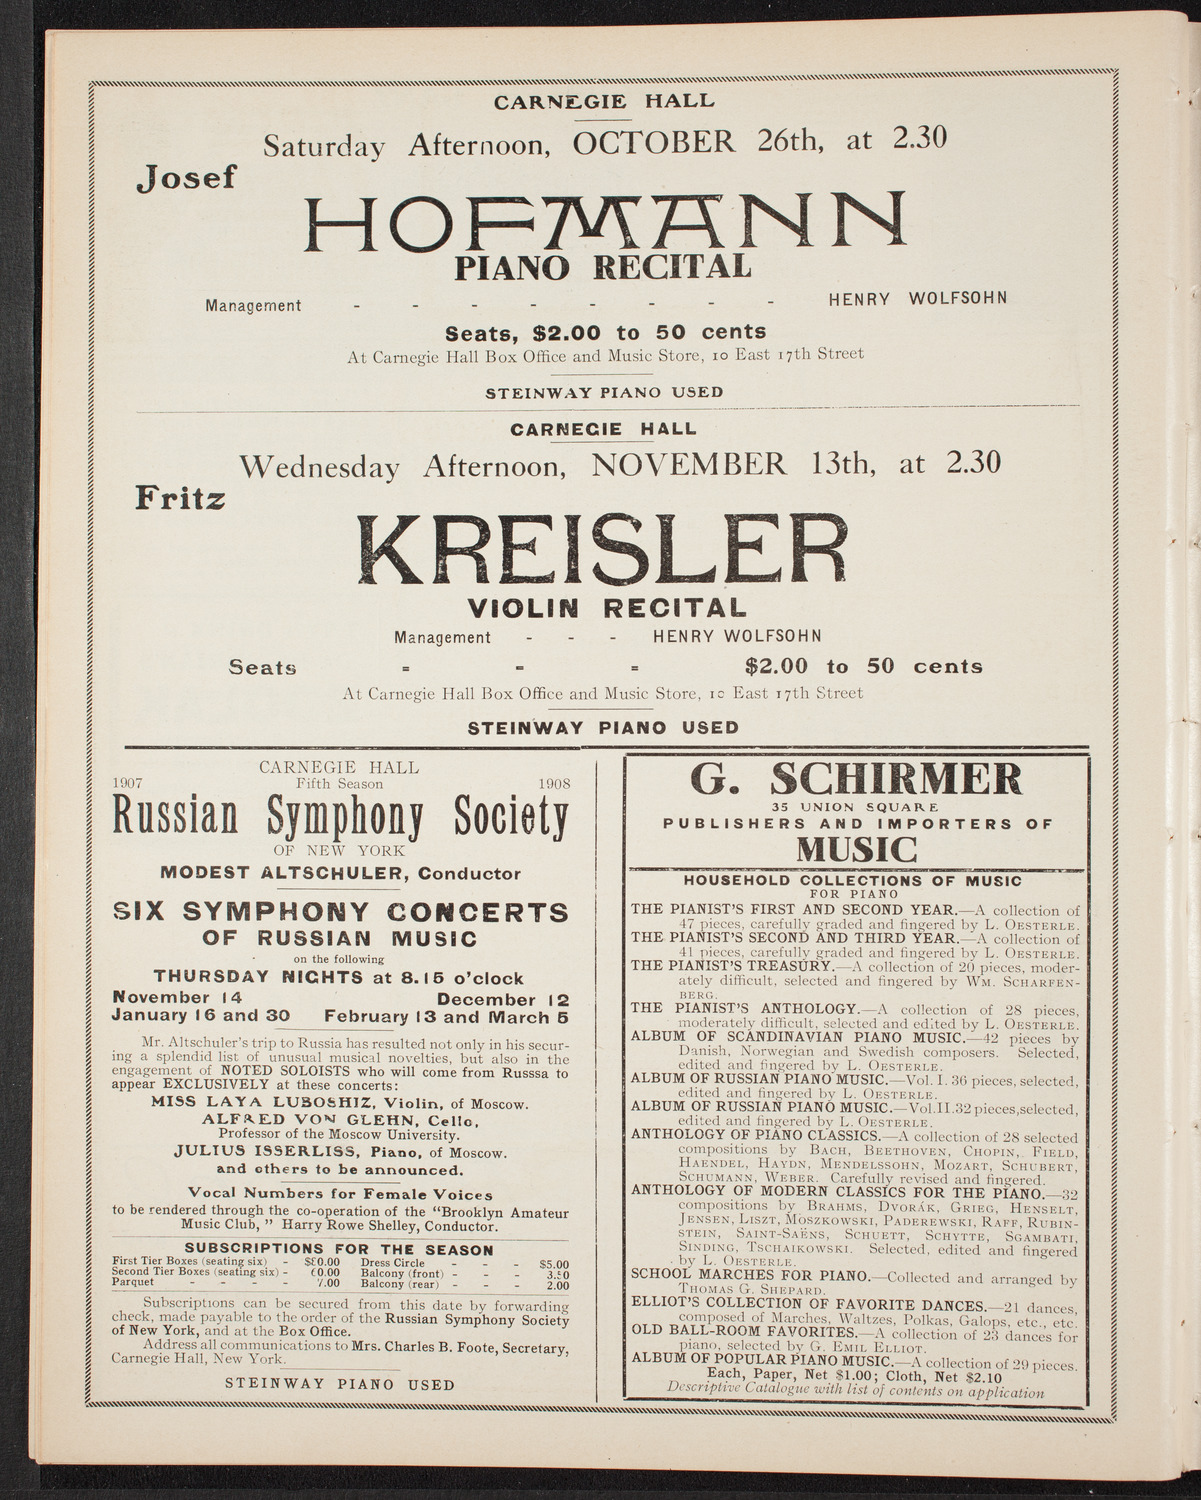 CARNEGIE HALL
Saturday Afternoon, OCTOBER 26th, at 2.30
Josef
HOFMANN
PIANO RECITAL
Management - - - - - - - - HENRY WOLFSOHN
Seats, $2.00 to 50 cents
At Carnegie Hall Box Office and Music Store, 10 East 17th Street
STEINWAY PIANO USED
CARNEGIE HALL
Wednesday Afternoon, NOVEMBER 13th, at 2.30
Fritz
KREISLER
VIOLIN RECITAL
Management - - - HENRY WOLFSOHN
Seats = = = $2.00 to 50 cents
At Carnegie Hall Box Office and Music Store, 10 East 17th Street
STEINWAY PIANO USED
CARNEGIE HALL
1907 Fifth Season 1908
Russian Symphony Society
OF NEW YORK
MODEST ALTSCHULER, Conductor
SIX SYMPHONY CONCERTS
OF RUSSIAN MUSIC
on the following
THURSDAY NIGHTS at 8.15 o'clock
November 14 December 12
January 16 and 30 February 13 and March 5
Mr. Altschuler's trip to Russia has resulted not only in his secur-
ing a splendid list of unusual musical novelties, but also in the
engagement of NOTED SOLOISTS who will come from Russsa to
appear EXCLUSIVELY at these concerts:
MISS LAYA LUBOSHIZ, Violin, of Moscow.
ALFRED VON GLEHN, Cello,
Professor of the Moscow University.
JULIUS ISSERLISS, Piano, of Moscow.
and others to be announced.
Vocal Numbers for Female Voices
to be rendered through the co-operation of the "Brooklyn Amateur
Music Club, " Harry Rowe Shelley, Conductor.
SUBSCRIPTIONS FOR THE SEASON
First Tier Boxes (seating six) - Dress Circle - - - $5.00
Second Tier Boxes (seating six) - Balcony (front) - - - 3.50
Parquet - - - - 7.00 Balcony (rear) - - - 2.00
Subscriptions can be secured from this date by forwarding
check, made payable to the order of the Russian Symphony Society
of New York, and at the Box Office.
Address all communications to Mrs. Charles B. Foote, Secretary,
Carnegie Hall, New York.
STEINWAY PIANO USED
G. SCHIRMER
35 UNION SQUARE
PUBLISHERS AND IMPORTERS OF
MUSIC
HOUSEHOLD COLLECTIONS OF MUSIC
FOR PIANO
THE PIANIST'S FIRST AND SECOND YEAR.—A collection of
47 pieces, carefully graded and fingered by L. OESTERLE.
THE PIANIST'S SECOND AND THIRD YEAR.—A collection of
41 pieces, carefully graded and fingered by L. OESTERLE.
THE PIANIST'S TREASURY.—A collection of 20 pieces, moder-
ately difficult, selected and fingered by WM. SCHARFEN-
BERG.
THE PIANIST'S ANTHOLOGY.—A collection of 28 pieces,
moderately difficult, selected and edited by L. OESTERLE.
ALBUM OF SCANDINAVIAN PIANO MUSIC.—42 pieces by
Danish, Norwegian and Swedish composers. Selected,
edited and fingered by L. OESTERLE.
ALBUM OF RUSSIAN PIANO MUSIC.—Vol. I. 36 pieces, selected,
edited and fingered by L. OESTERLE.
ALBUM OF RUSSIAN PIANO MUSIC.—Vol. II. 32 pieces, selected,
edited and fingered by L. OESTERLE.
ANTHOLOGY OF PIANO CLASSICS.—A collection of 28 selected
compositions by BACH, BEETHOVEN, CHOPIN, FIELD,
HAENDEL, HAYDN, MENDELSSOHN, MOZART, SCHUBERT,
SCHUMANN, WEBER. Carefully revised and fingered.
ANTHOLOGY OF MODERN CLASSICS FOR THE PIANO.—32
compositions by BRAHMS, DVORÁK, GRIEG, HENSELT,
JENSEN, LISZT, MOSZKOWSKI, PADEREWSKI, RAFF, RUBIN-
STEIN, SAINT-SAËNS, SCHUETT, SCHYTTE, SGAMBATI,
SINDING, TSCHAIKOWSKI. Selected, edited and fingered
by L. OESTERLE.
SCHOOL MARCHES FOR PIANO.—Collected and arranged by
THOMAS G. SHEPARD.
ELLIOT'S COLLECTION OF FAVORITE DANCES.—21 dances,
composed of Marches, Waltzes, Polkas, Galops, etc., etc.
OLD BALL-ROOM FAVORITES.—A collection of 23 dances for
piano, selected by G. EMIL ELLIOT.
ALBUM OF POPULAR PIANO MUSIC.—A collection of 29 pieces.
Each, Paper, Net $1.00; Cloth, Net $2.10
Descriptive Catalogue with list of contents on application